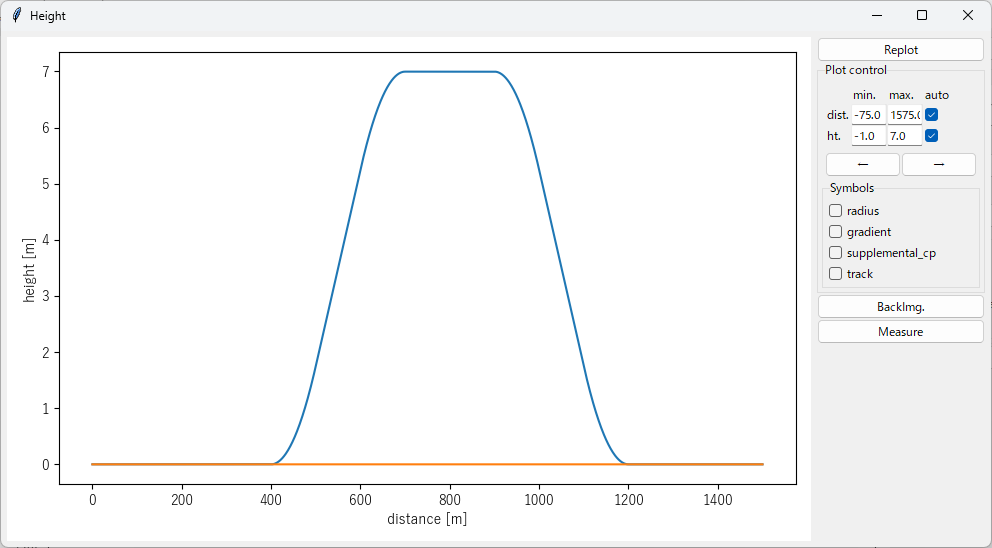 Height
Replot
Plot control
min. max. auto
dist. -75.0 1575.(
ht. -1.0 7.0
← →
Symbols
radius
gradient
supplemental_cp
track
BackImg.
Measure
height [m]
7
6
5
4
3
2
1
0
0 200 400 600 800 1000 1200 1400
distance [m]